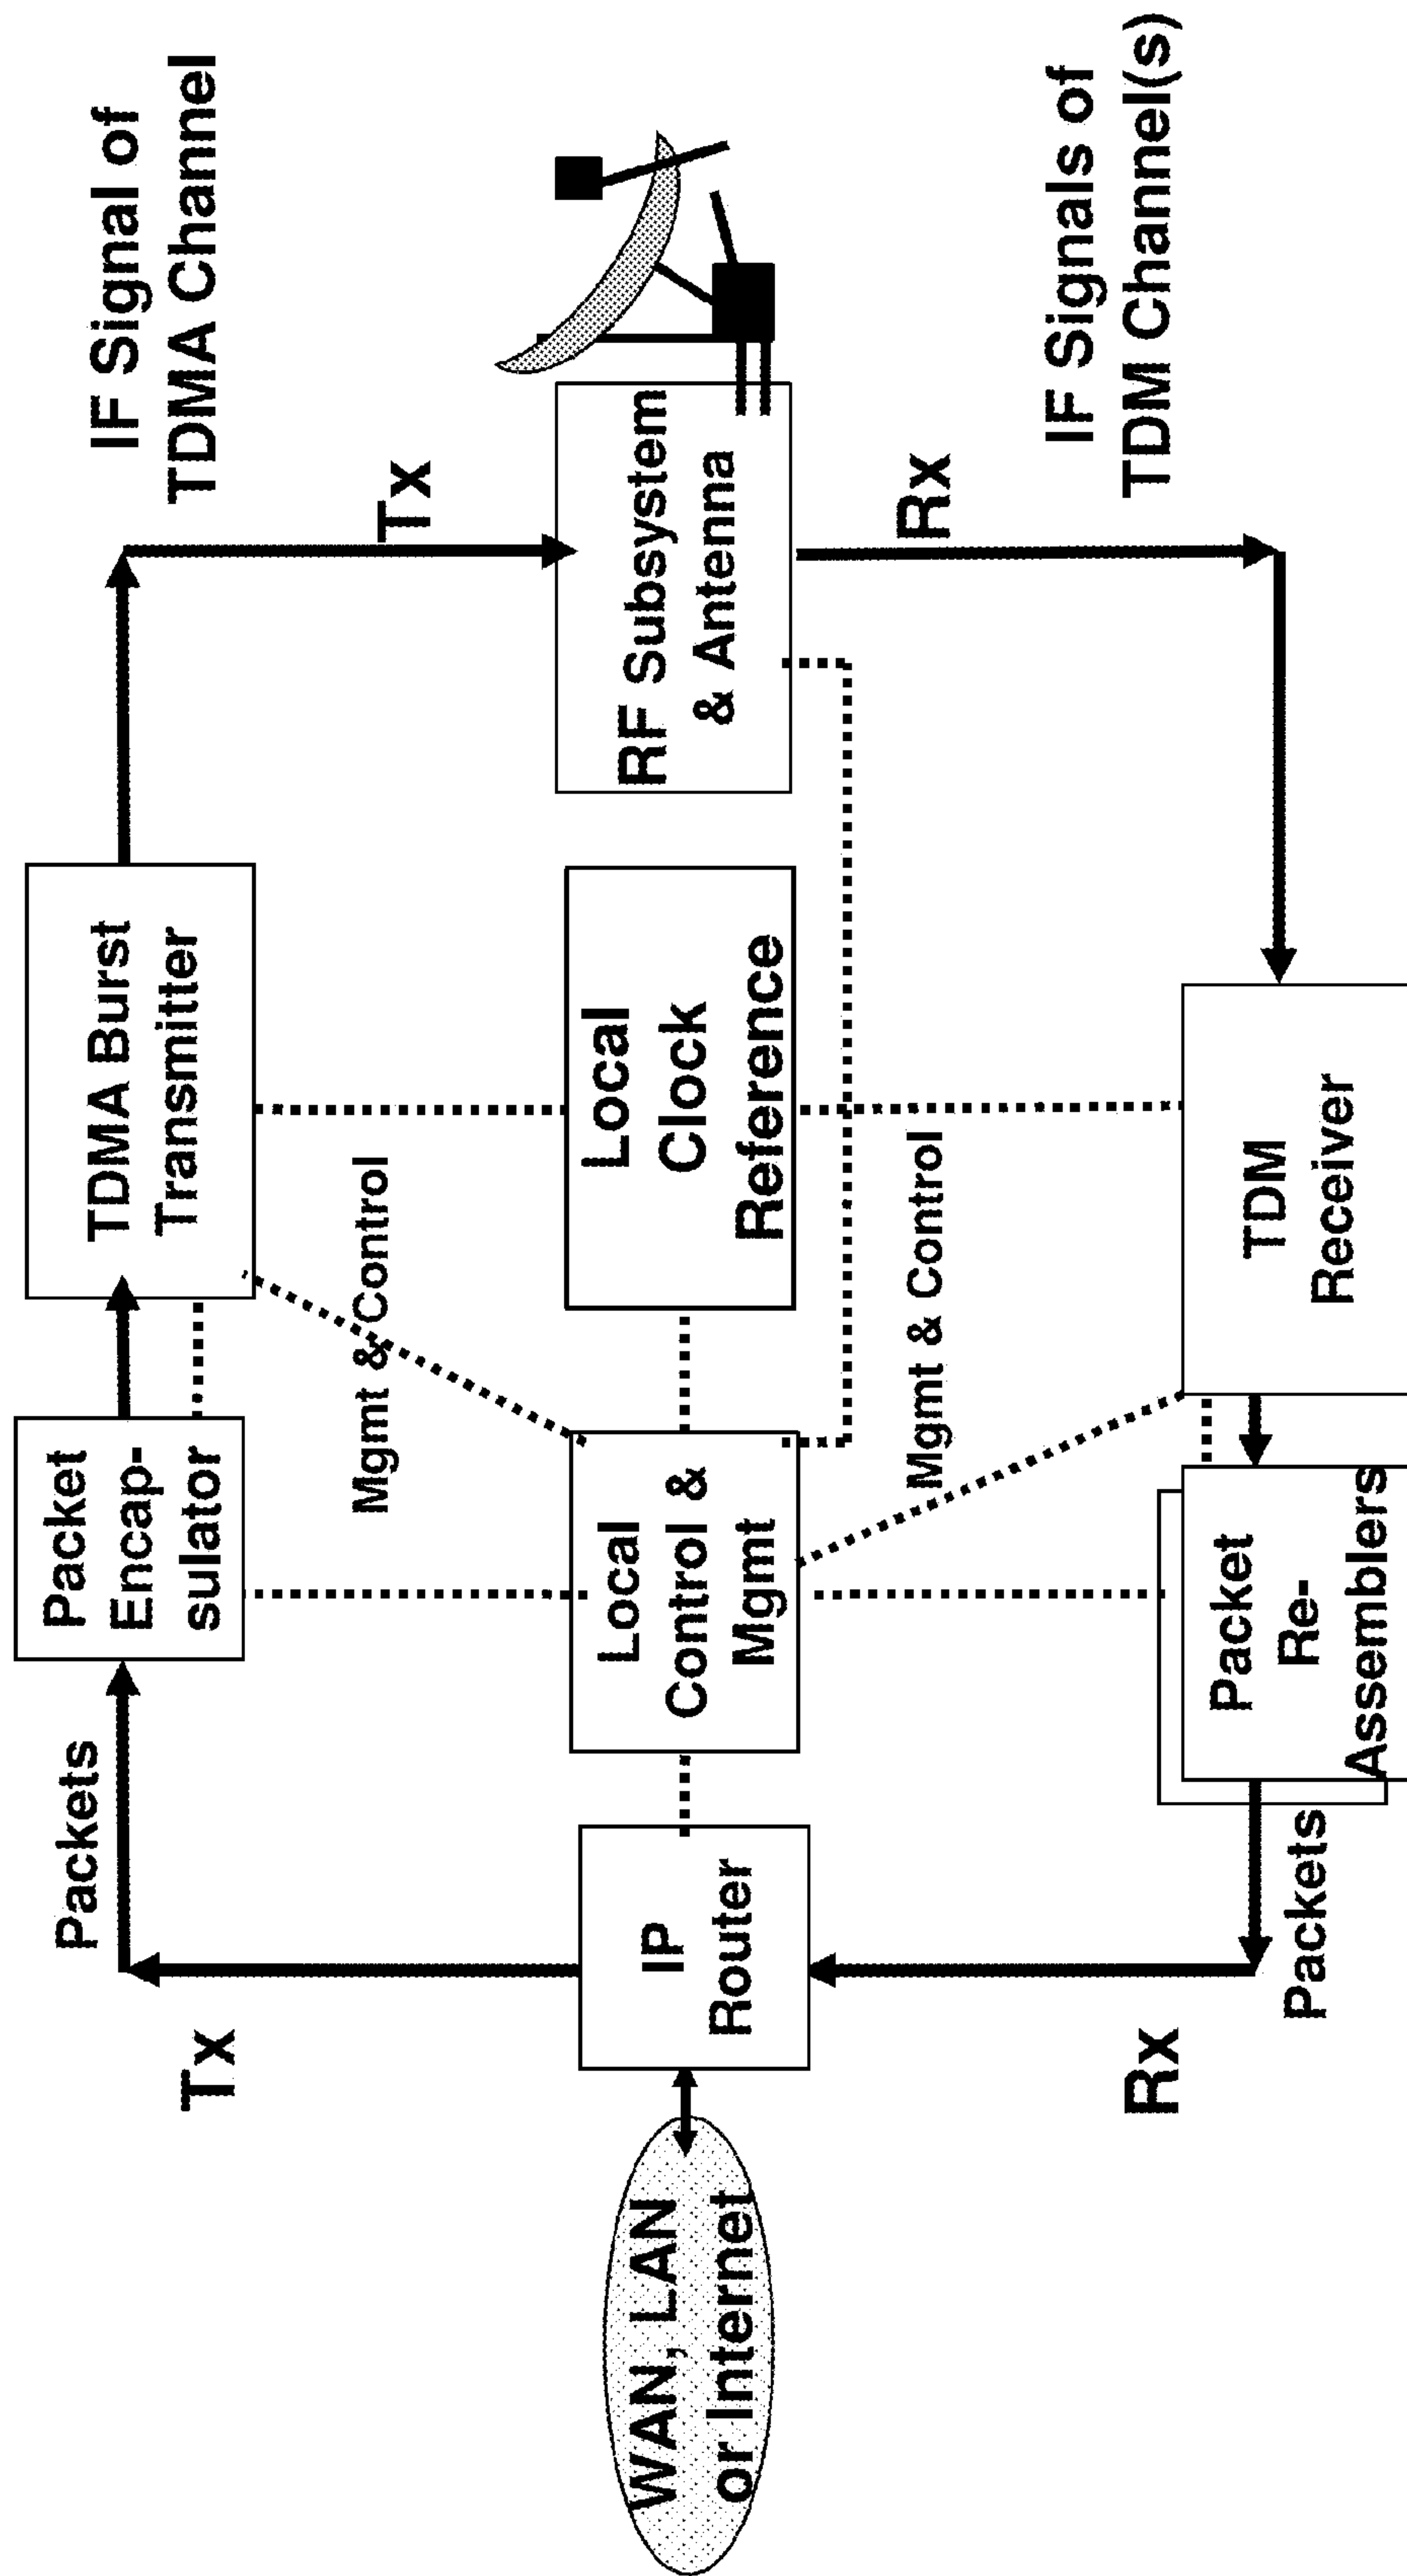 IF Signal of
TDMA Channel
Tx
TDMA Burst
Transmitter
Packet
Encap-
sulator
Packets
Tx
Mgmt & Control
RF Subsystem
& Antenna
Local
Clock
Reference
Local
Control &
Mgmt
IP
Router
WAN, LAN
or Internet
Mgmt & Control
Rx
IF Signals of
TDM Channel(s)
TDM
Receiver
Packet
Re-
Assemblers
Packets
Rx